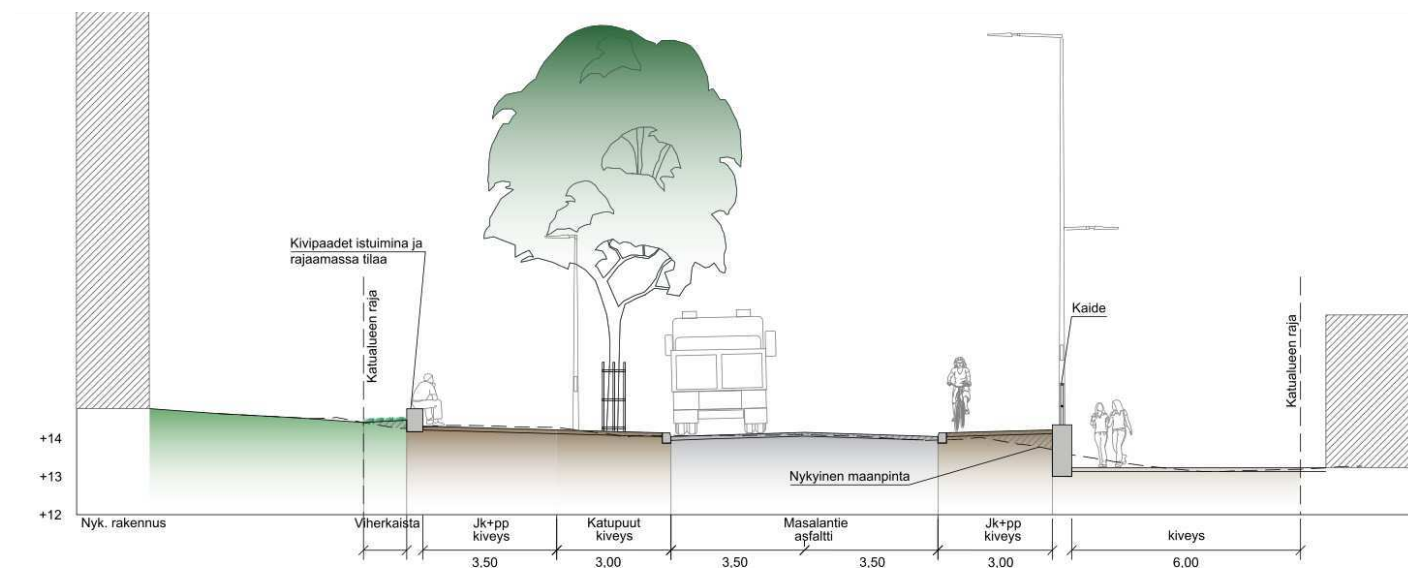 Kivipaadet istuimina ja
rajaamassa tilaa
Katualueen raja
Kaide
Katualueen raja
+14
+13
+12
Nykyinen maanpinta
Nyk. rakennus
Viherkaista
Jk+pp
kiveys
Katupuut
kiveys
Masalantie
asfaltti
Jk+pp
kiveys
kiveys
3,50
3,00
3,50
3,50
3,00
6,00